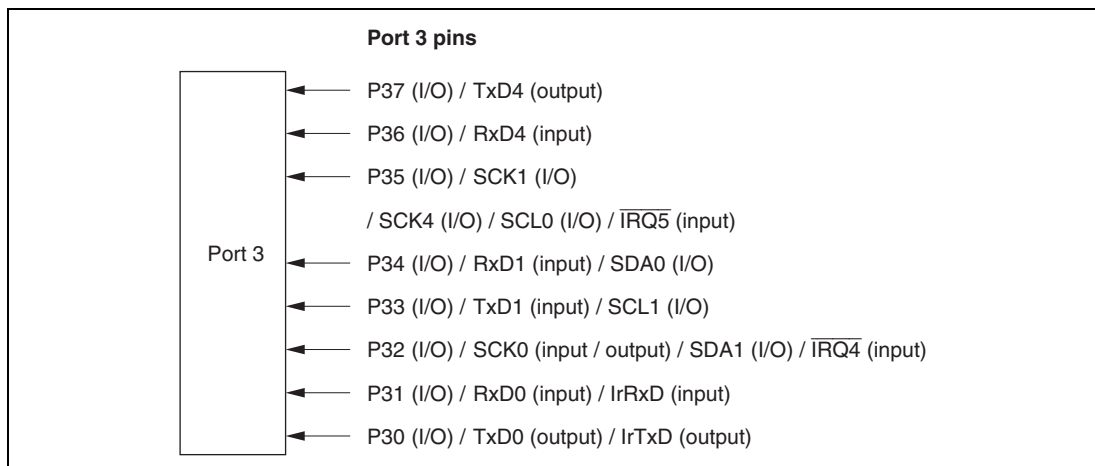 Port 3 pins
P37 (I/O) / TxD4 (output)
P36 (I/O) / RxD4 (input)
P35 (I/O) / SCK1 (I/O)
/ SCK4 (I/O) / SCL0 (I/O) / I̅R̅Q̅5̅ (input)
Port 3
P34 (I/O) / RxD1 (input) / SDA0 (I/O)
P33 (I/O) / TxD1 (input) / SCL1 (I/O)
P32 (I/O) / SCK0 (input / output) / SDA1 (I/O) / I̅R̅Q̅4̅ (input)
P31 (I/O) / RxD0 (input) / IrRxD (input)
P30 (I/O) / TxD0 (output) / IrTxD (output)